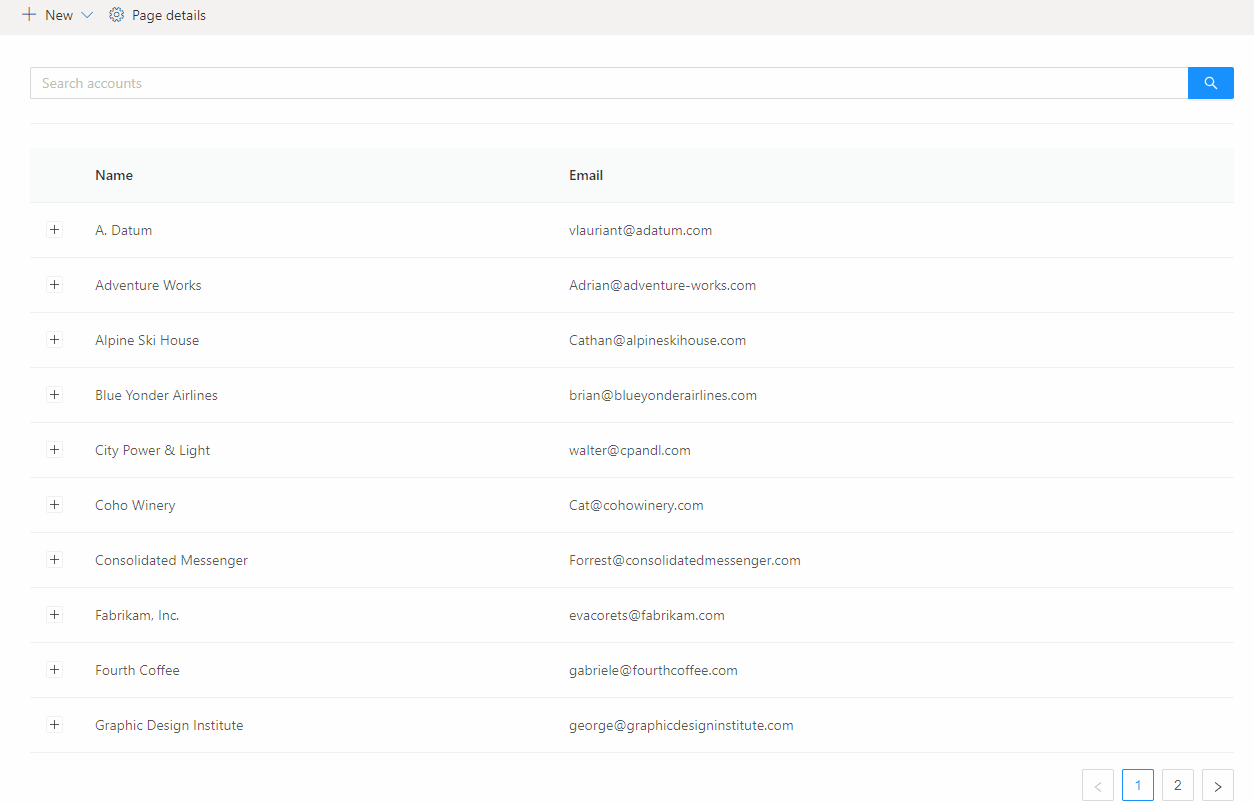 New Page details
Search accounts
Name Email
A. Datum vlauriant@adatum.com
Adventure Works Adrian@adventure-works.com
Alpine Ski House Cathan@alpineskihouse.com
Blue Yonder Airlines brian@blueyonderairlines.com
City Power & Light walter@cpandl.com
Coho Winery Cat@cohowinery.com
Consolidated Messenger Forrest@consolidatedmessenger.com
Fabrikam, Inc. evacorets@fabrikam.com
Fourth Coffee gabriele@fourthcoffee.com
Graphic Design Institute george@graphicdesigninstitute.com
< 1 2 >